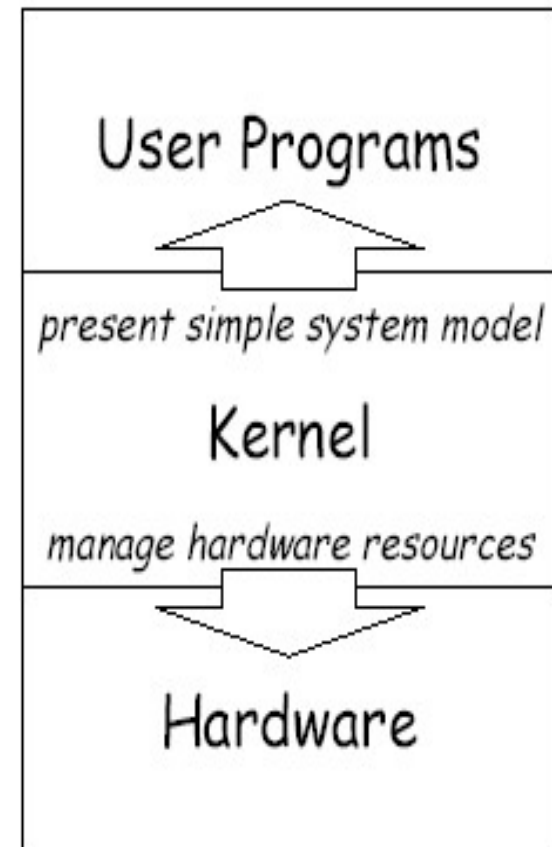 User Programs
present simple system model
Kernel
manage hardware resources
Hardware